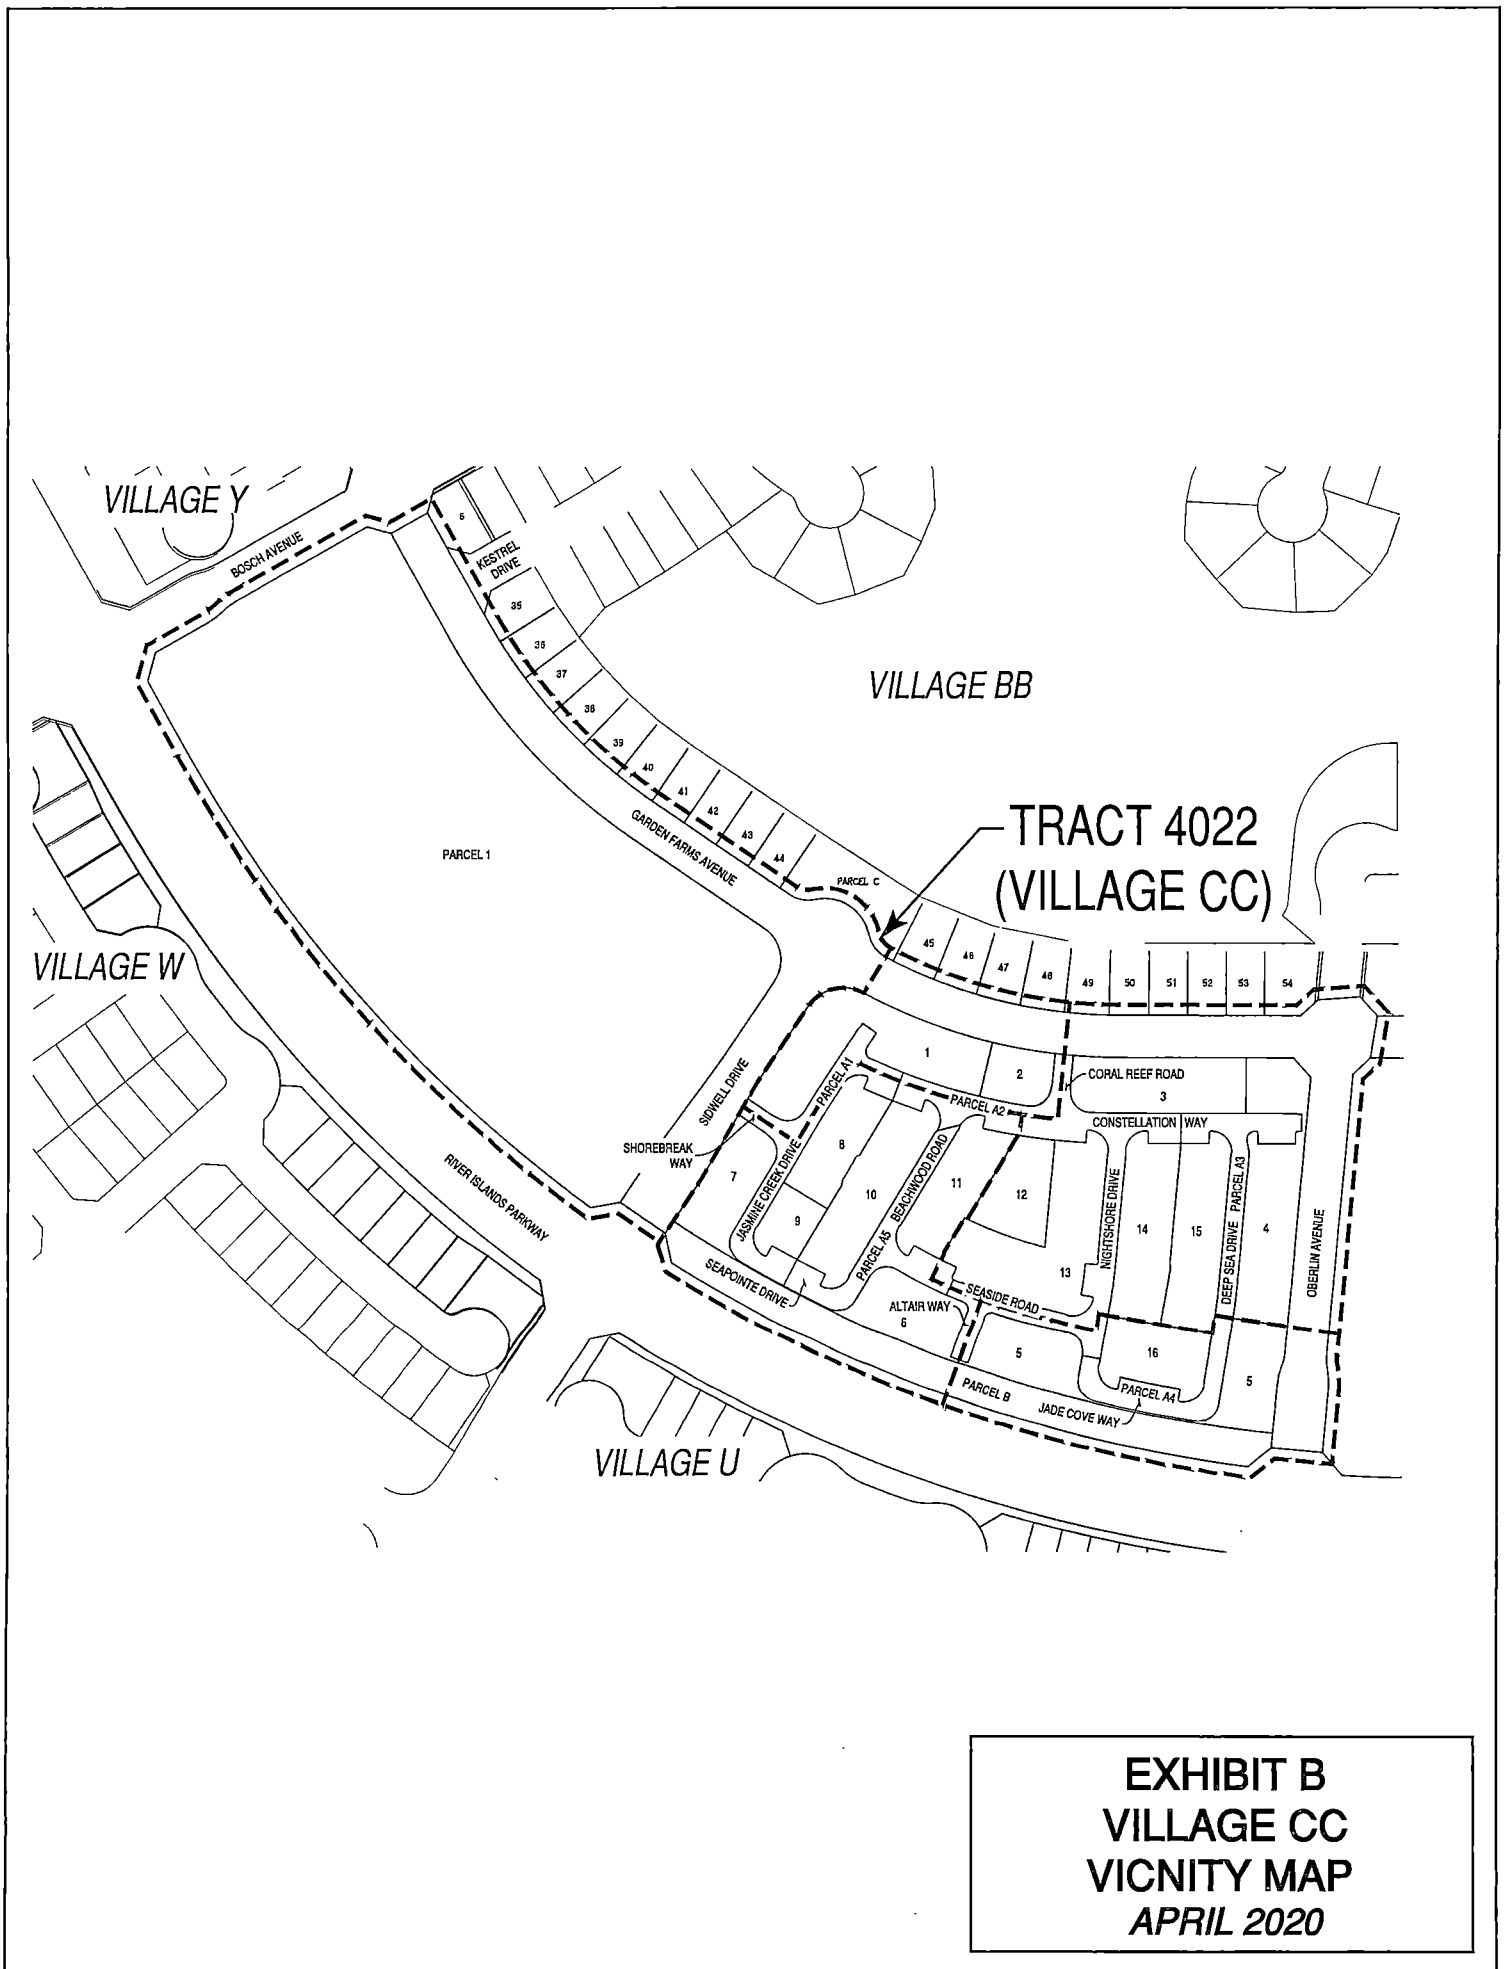 VILLAGE Y
BOSCH AVENUE
6
KESTREL
DRIVE
35
36
37
38
39
40
41
42
43
44
VILLAGE BB
TRACT 4022
(VILLAGE CC)
GARDEN FARMS AVENUE
PARCEL 1
PARCEL C
45
46
47
48
49
50
51
52
53
54
VILLAGE W
SIDWELL DRIVE
PARCEL A1
1
2
CORAL REEF ROAD
3
PARCEL A2
CONSTELLATION WAY
SHOREBREAK
WAY
7
JASMINE CREEK DRIVE
8
9
10
BEACHWOOD ROAD
PARCEL A5
11
12
13
NIGHTSHORE DRIVE
14
15
DEEP SEA DRIVE
PARCEL A3
4
OBERLIN AVENUE
RIVER ISLANDS PARKWAY
SEAPOINTE DRIVE
ALTAIR WAY
6
SEASIDE ROAD
5
16
5
PARCEL B
PARCEL A4
JADE COVE WAY
VILLAGE U
EXHIBIT B
VILLAGE CC
VICNITY MAP
APRIL 2020